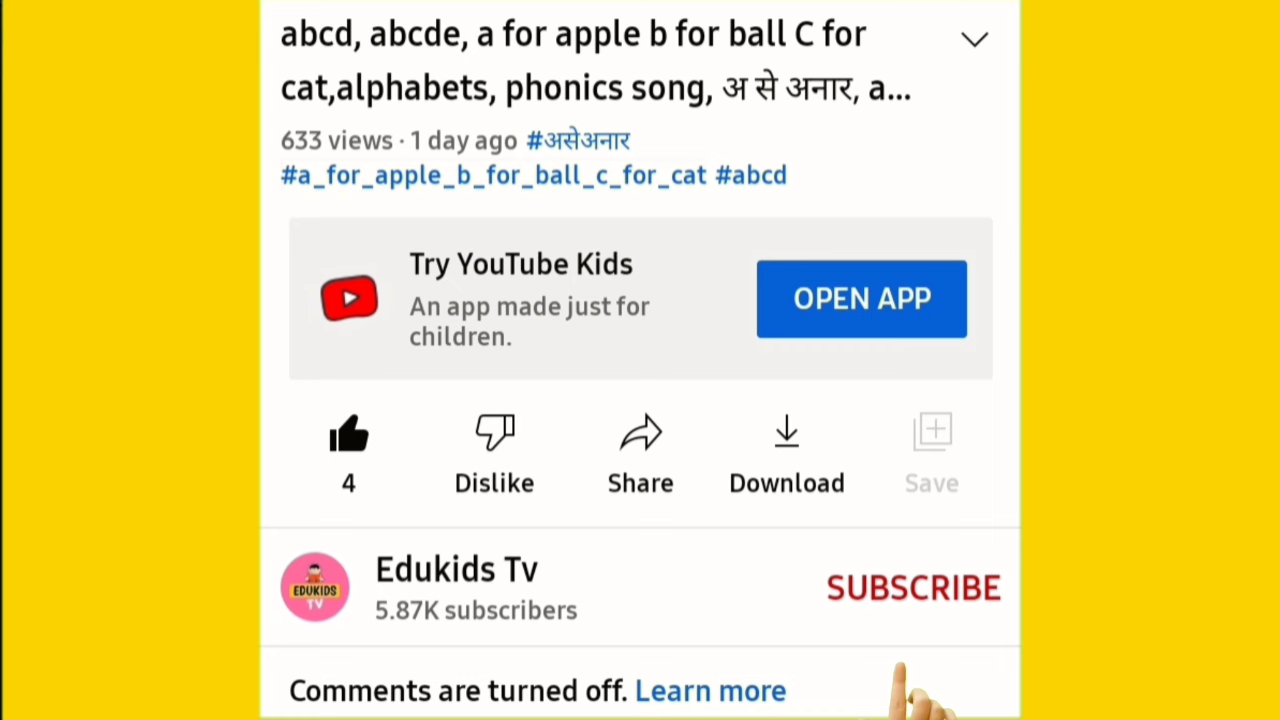 abcd, abcde, a for apple b for ball C for
cat,alphabets, phonics song, अ से अनार, a...
633 views · 1 day ago #असेअनार
#a_for_apple_b_for_ball_c_for_cat #abcd
Try YouTube Kids
An app made just for
children.
OPEN APP
4
Dislike
Share
Download
Save
EDUKIDS
TV
Edukids Tv
5.87K subscribers
SUBSCRIBE
Comments are turned off. Learn more